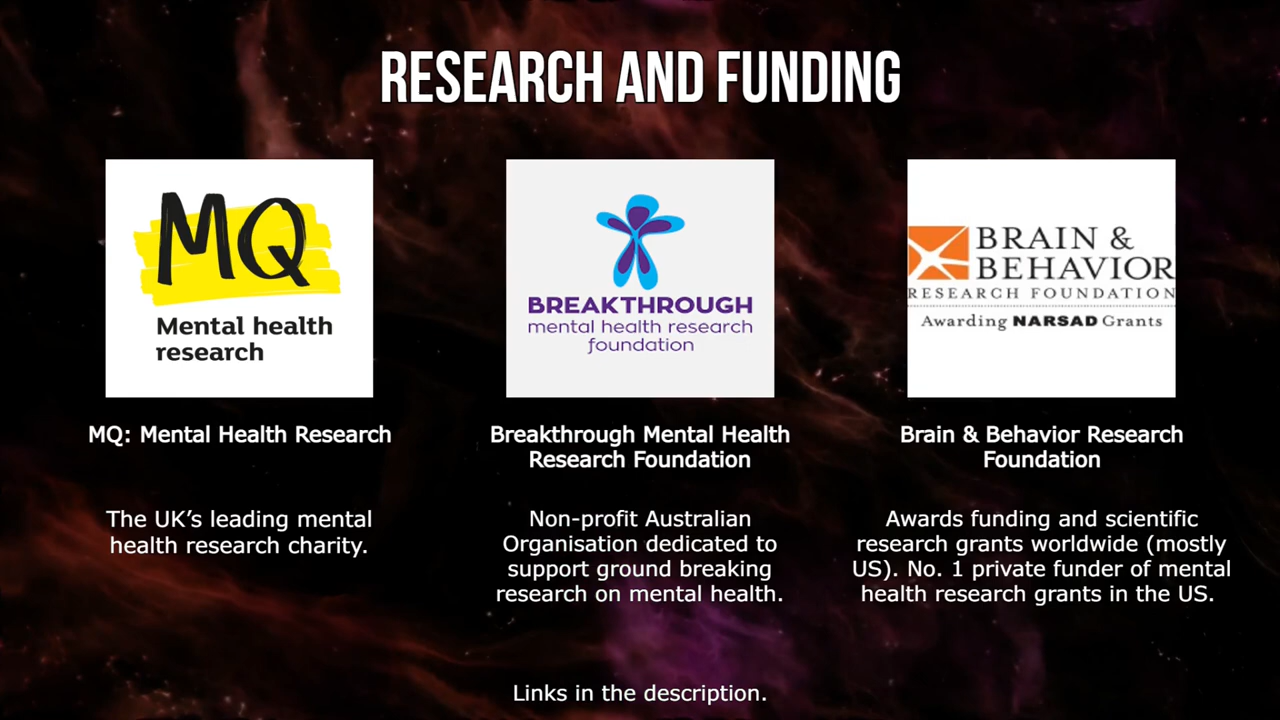 RESEARCH AND FUNDING
MQ
Mental health
research
BREAKTHROUGH
mental health research
foundation
BRAIN &
BEHAVIOR
RESEARCH FOUNDATION
Awarding NARSAD Grants
MQ: Mental Health Research
Breakthrough Mental Health
Research Foundation
Brain & Behavior Research
Foundation
The UK’s leading mental
health research charity.
Non-profit Australian
Organisation dedicated to
support ground breaking
research on mental health.
Awards funding and scientific
research grants worldwide (mostly
US). No. 1 private funder of mental
health research grants in the US.
Links in the description.